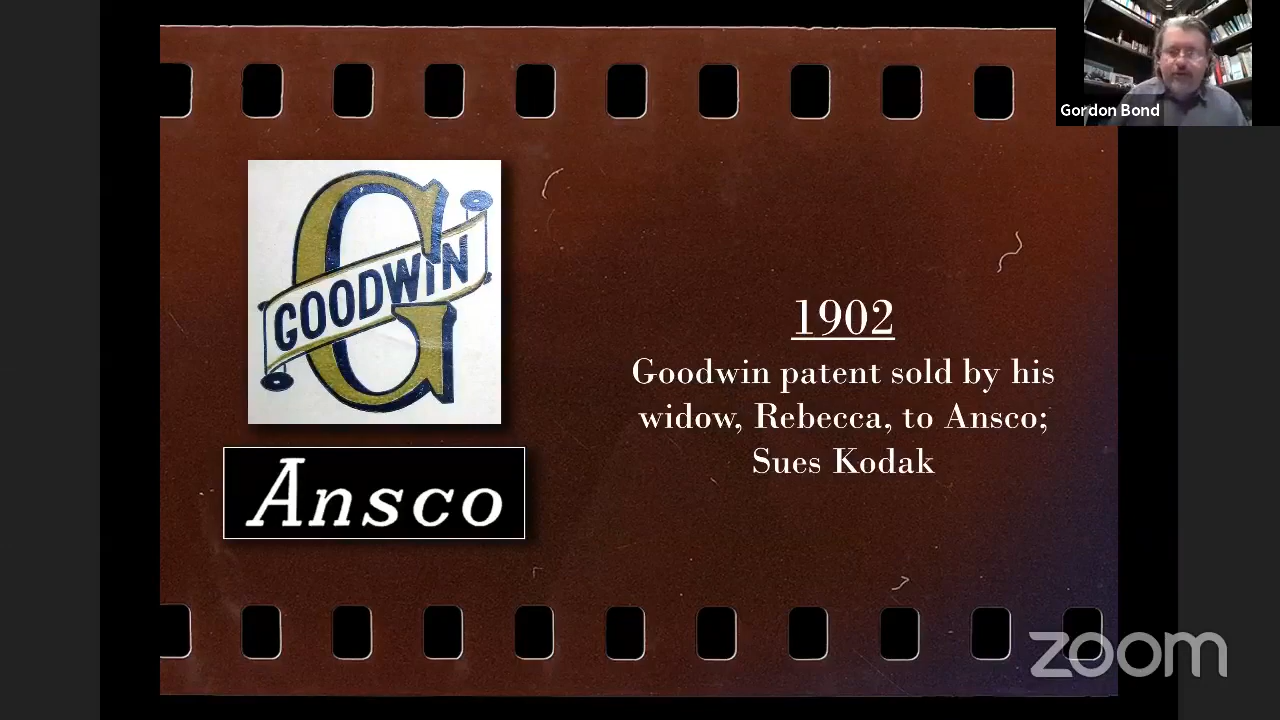 Gordon Bond
GOODWIN
G
Ansco
1902
Goodwin patent sold by his
widow, Rebecca, to Ansco;
Sues Kodak
zoom